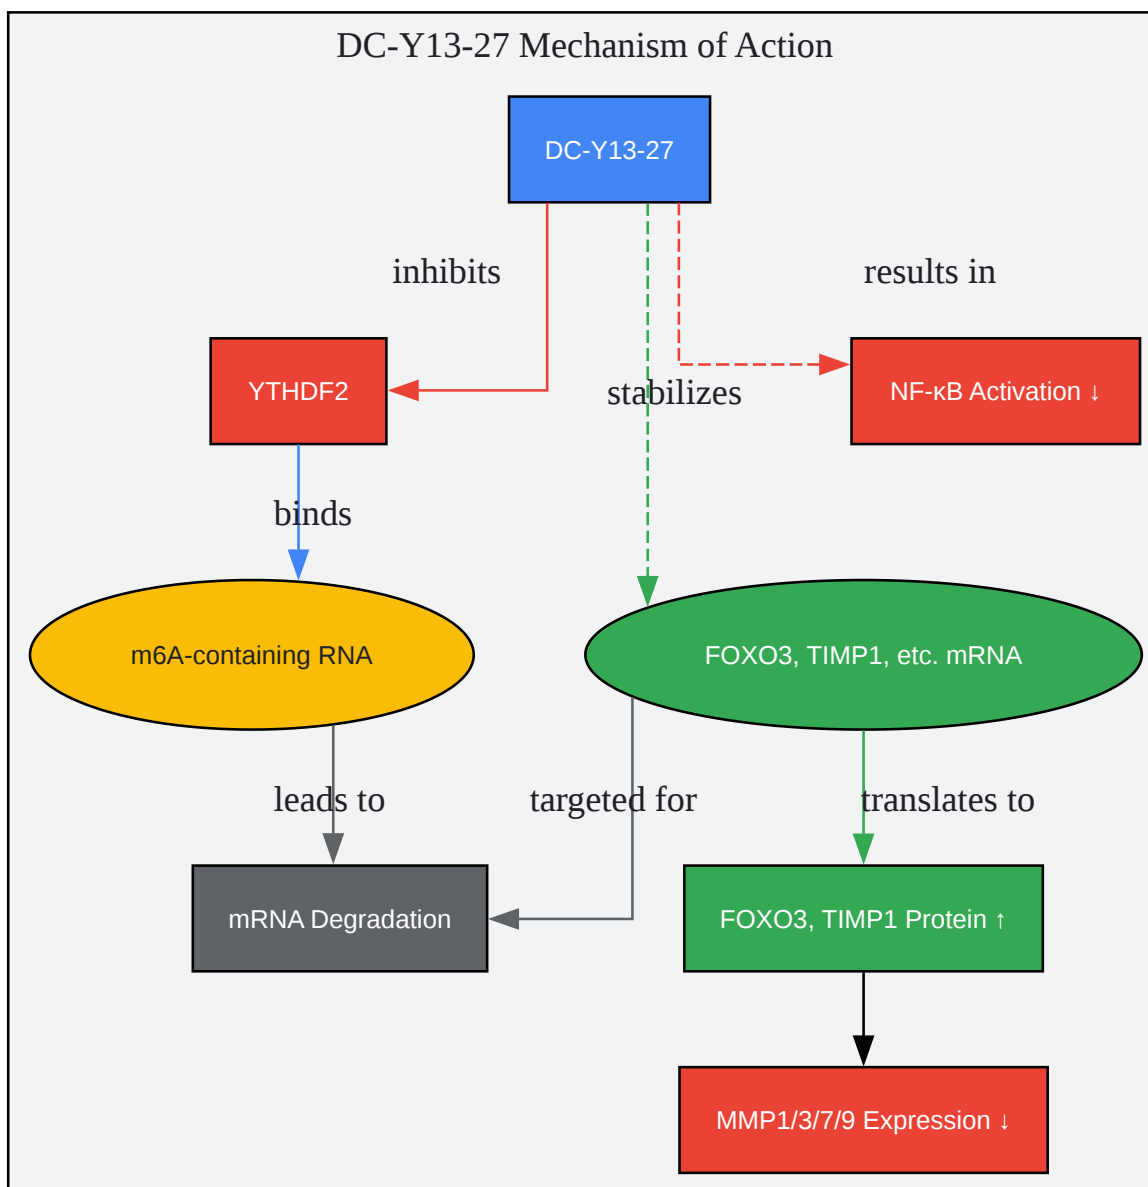 DC-Y13-27 Mechanism of Action
DC-Y13-27
inhibits
results in
YTHDF2
stabilizes
NF-κB Activation ↓
binds
m6A-containing RNA
FOXO3, TIMP1, etc. mRNA
leads to
targeted for
translates to
mRNA Degradation
FOXO3, TIMP1 Protein ↑
MMP1/3/7/9 Expression ↓